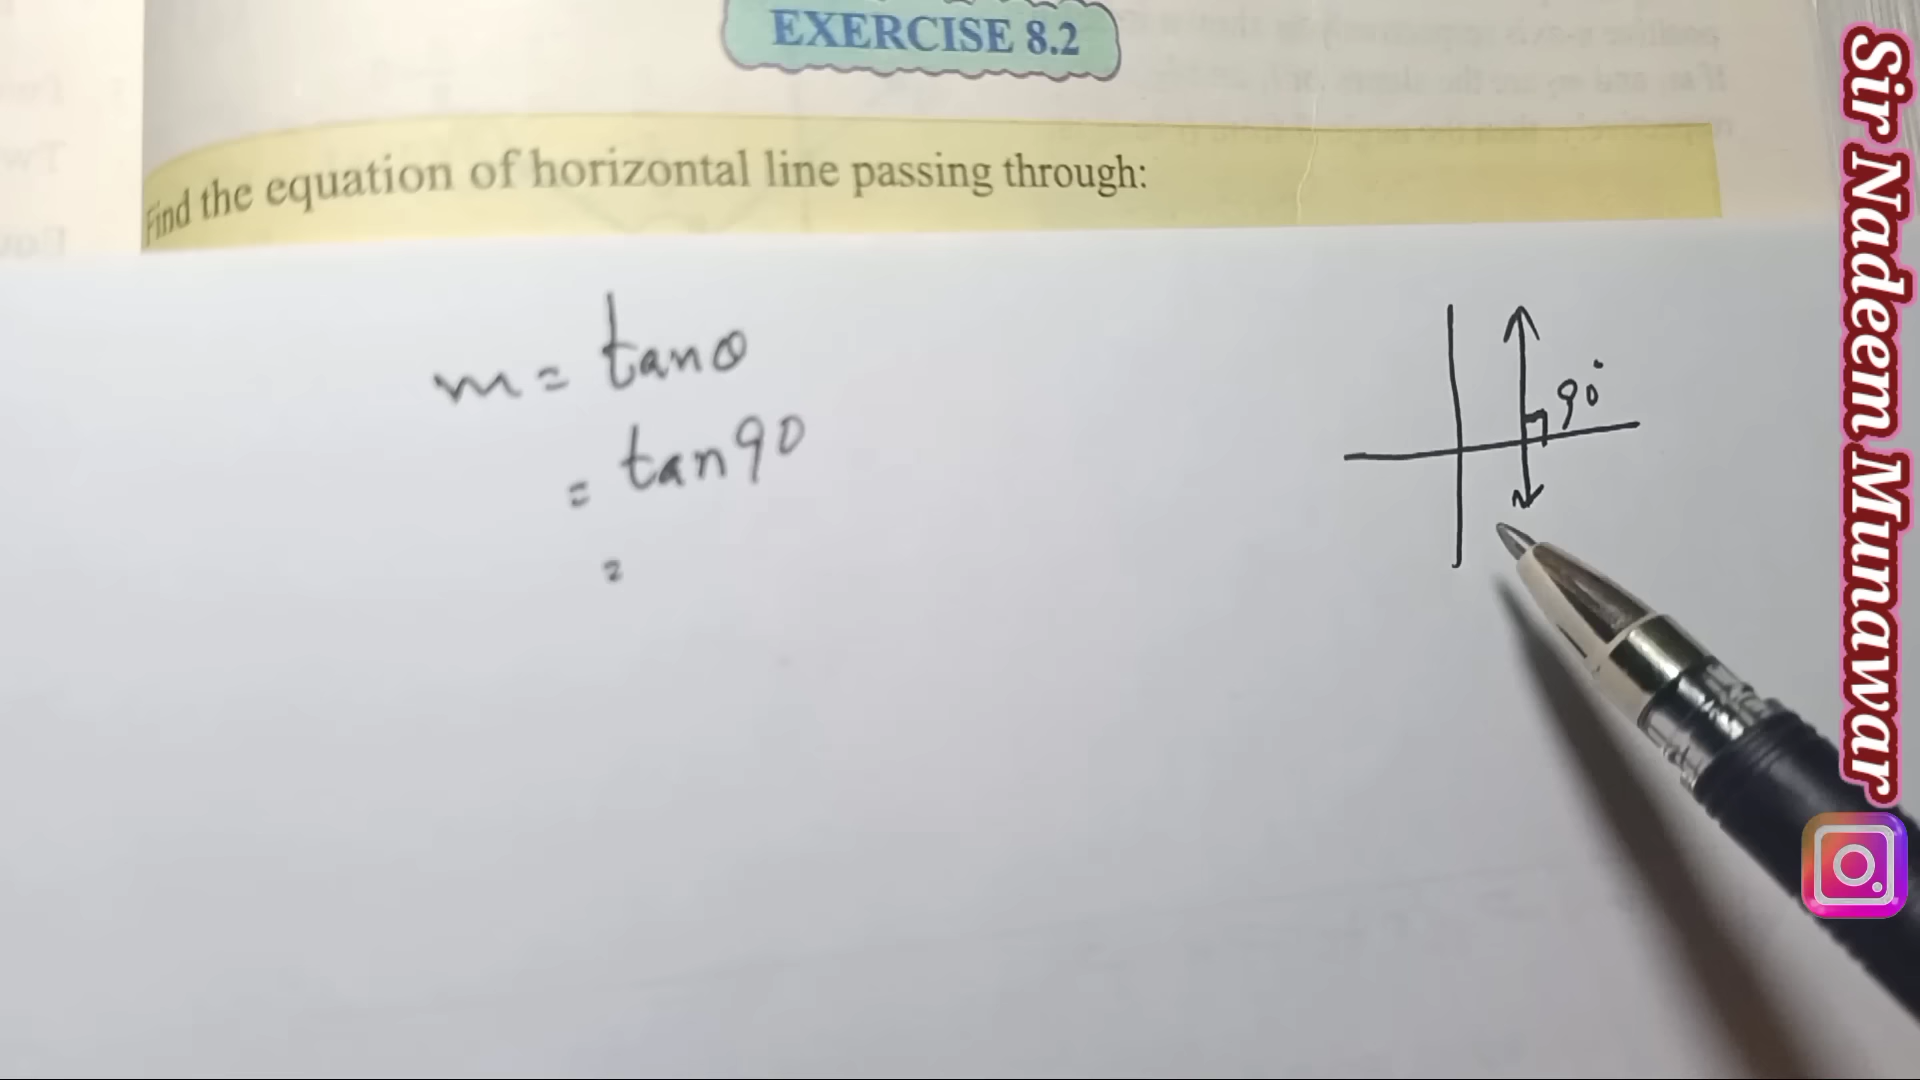 EXERCISE 8.2
Find the equation of horizontal line passing through:
m = tanθ
= tan90
=
90°
Sir Nadeem Munawar